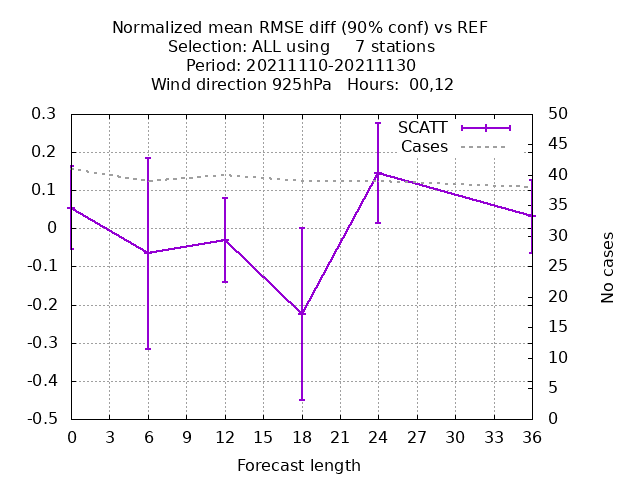 Normalized mean RMSE diff (90% conf) vs REF
Selection: ALL using     7 stations
Period: 20211110-20211130
Wind direction 925hPa   Hours:  00,12
SCATT
Cases
0.3
0.2
0.1
0
-0.1
-0.2
-0.3
-0.4
-0.5
50
45
40
35
30
25
20
15
10
5
0
No cases
0 3 6 9 12 15 18 21 24 27 30 33 36
Forecast length